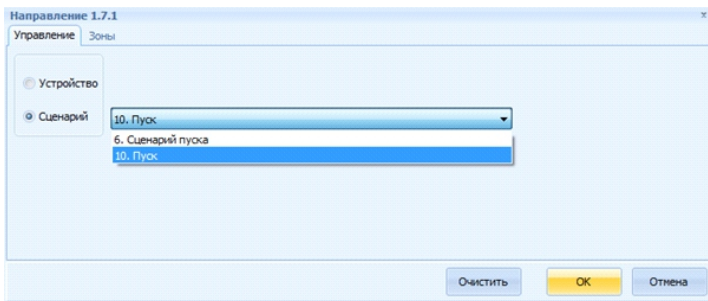 Направление 1.7.1
Управление Зоны
Устройство
Сценарий 10. Пуск
6. Сценарий пуска
10. Пуск
Очистить OK Отмена